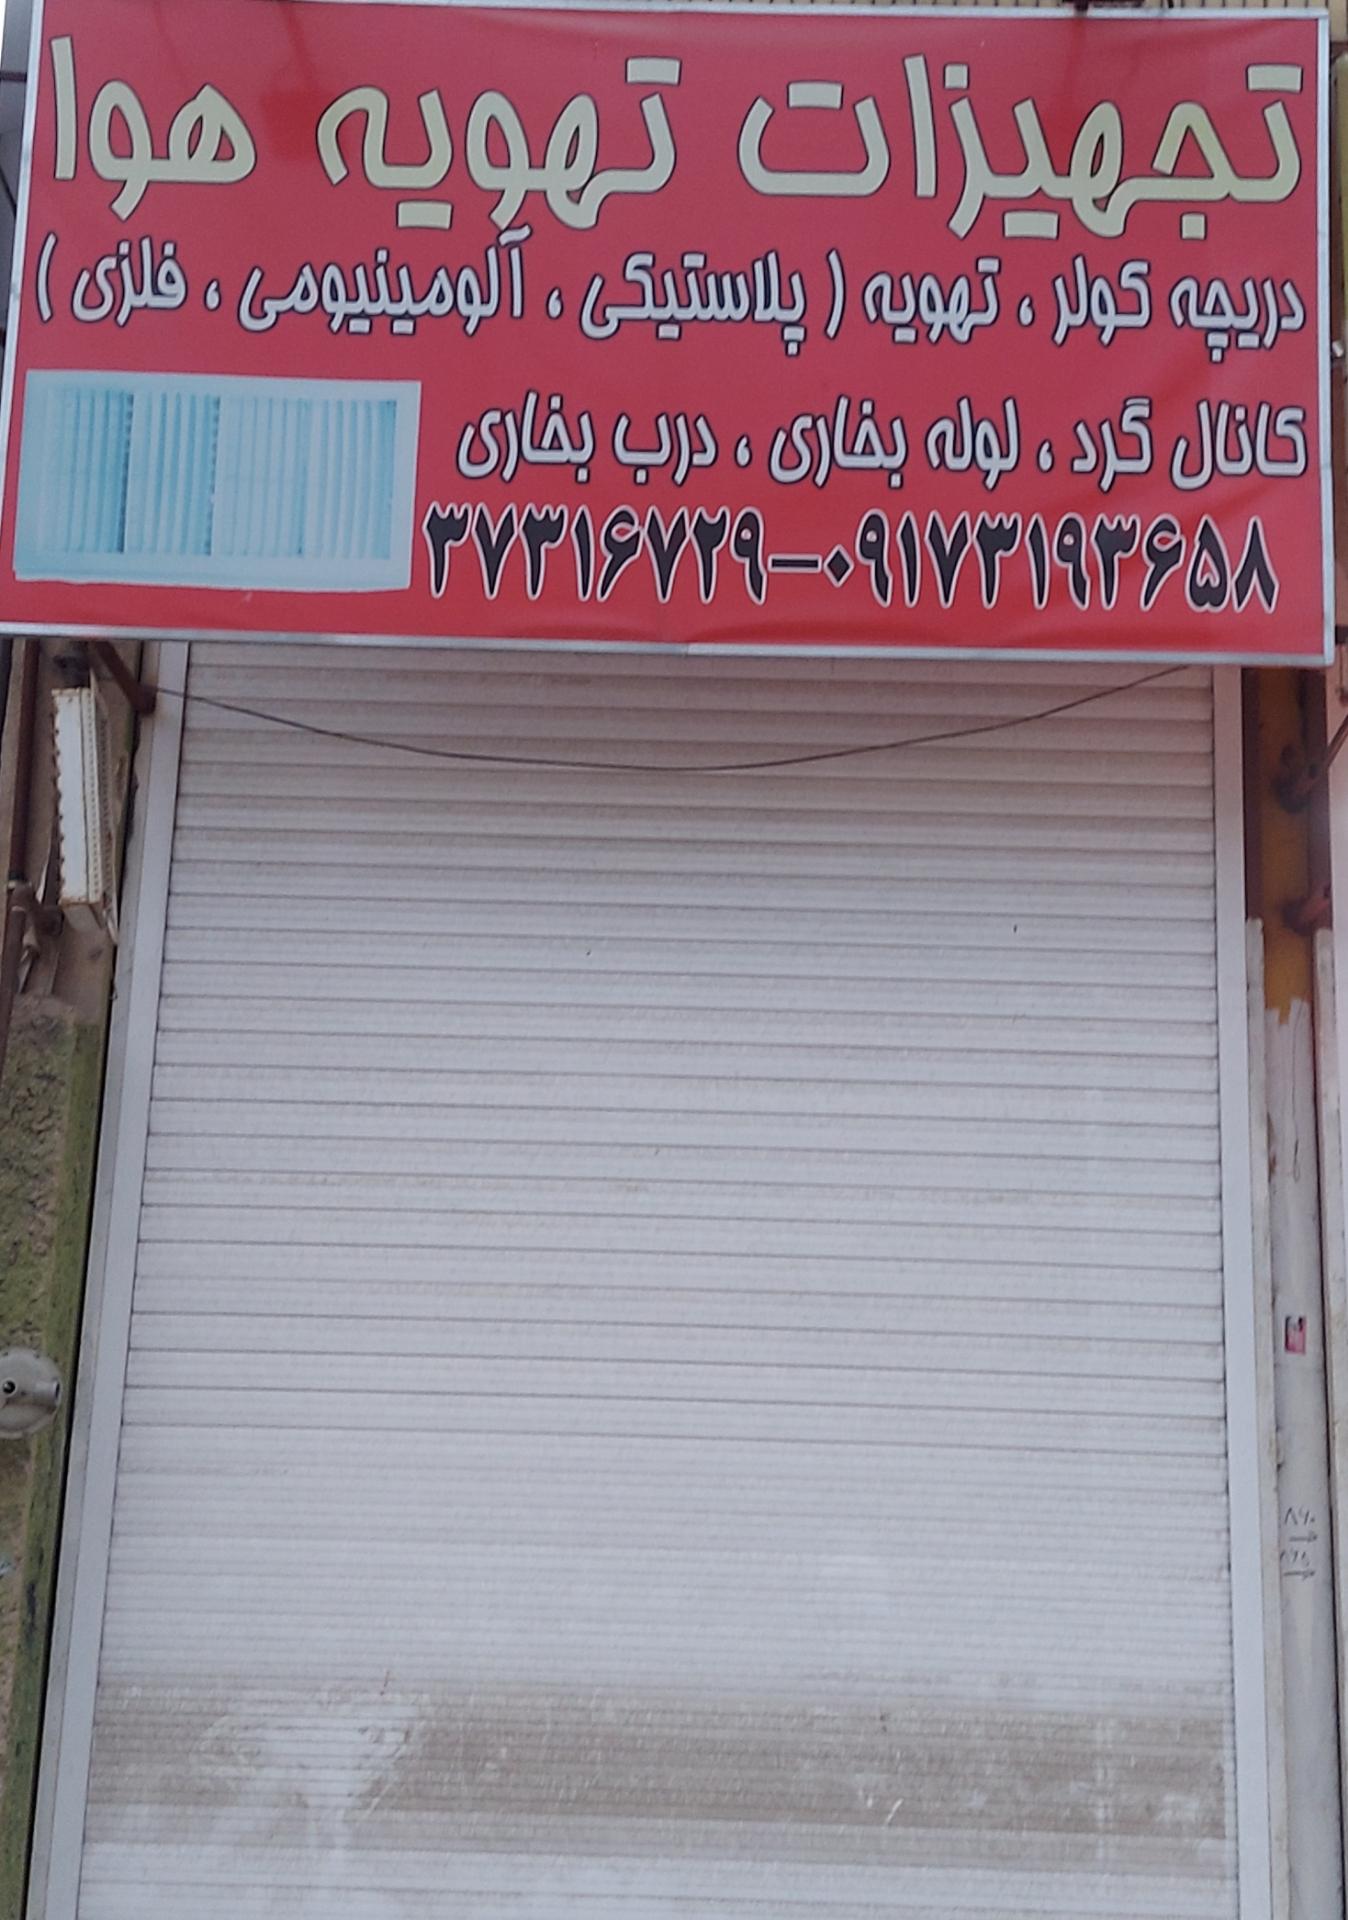 تجهیزات تهویه هوا
دریچه کولر ، تهویه ( پلاستیکی ، آلومینیومی ، فلزی )
کانال گرد ، لوله بخاری ، درب بخاری
۳۷۳۱۶۷۲۹-۰۹۱۷۳۱۹۳۶۵۸